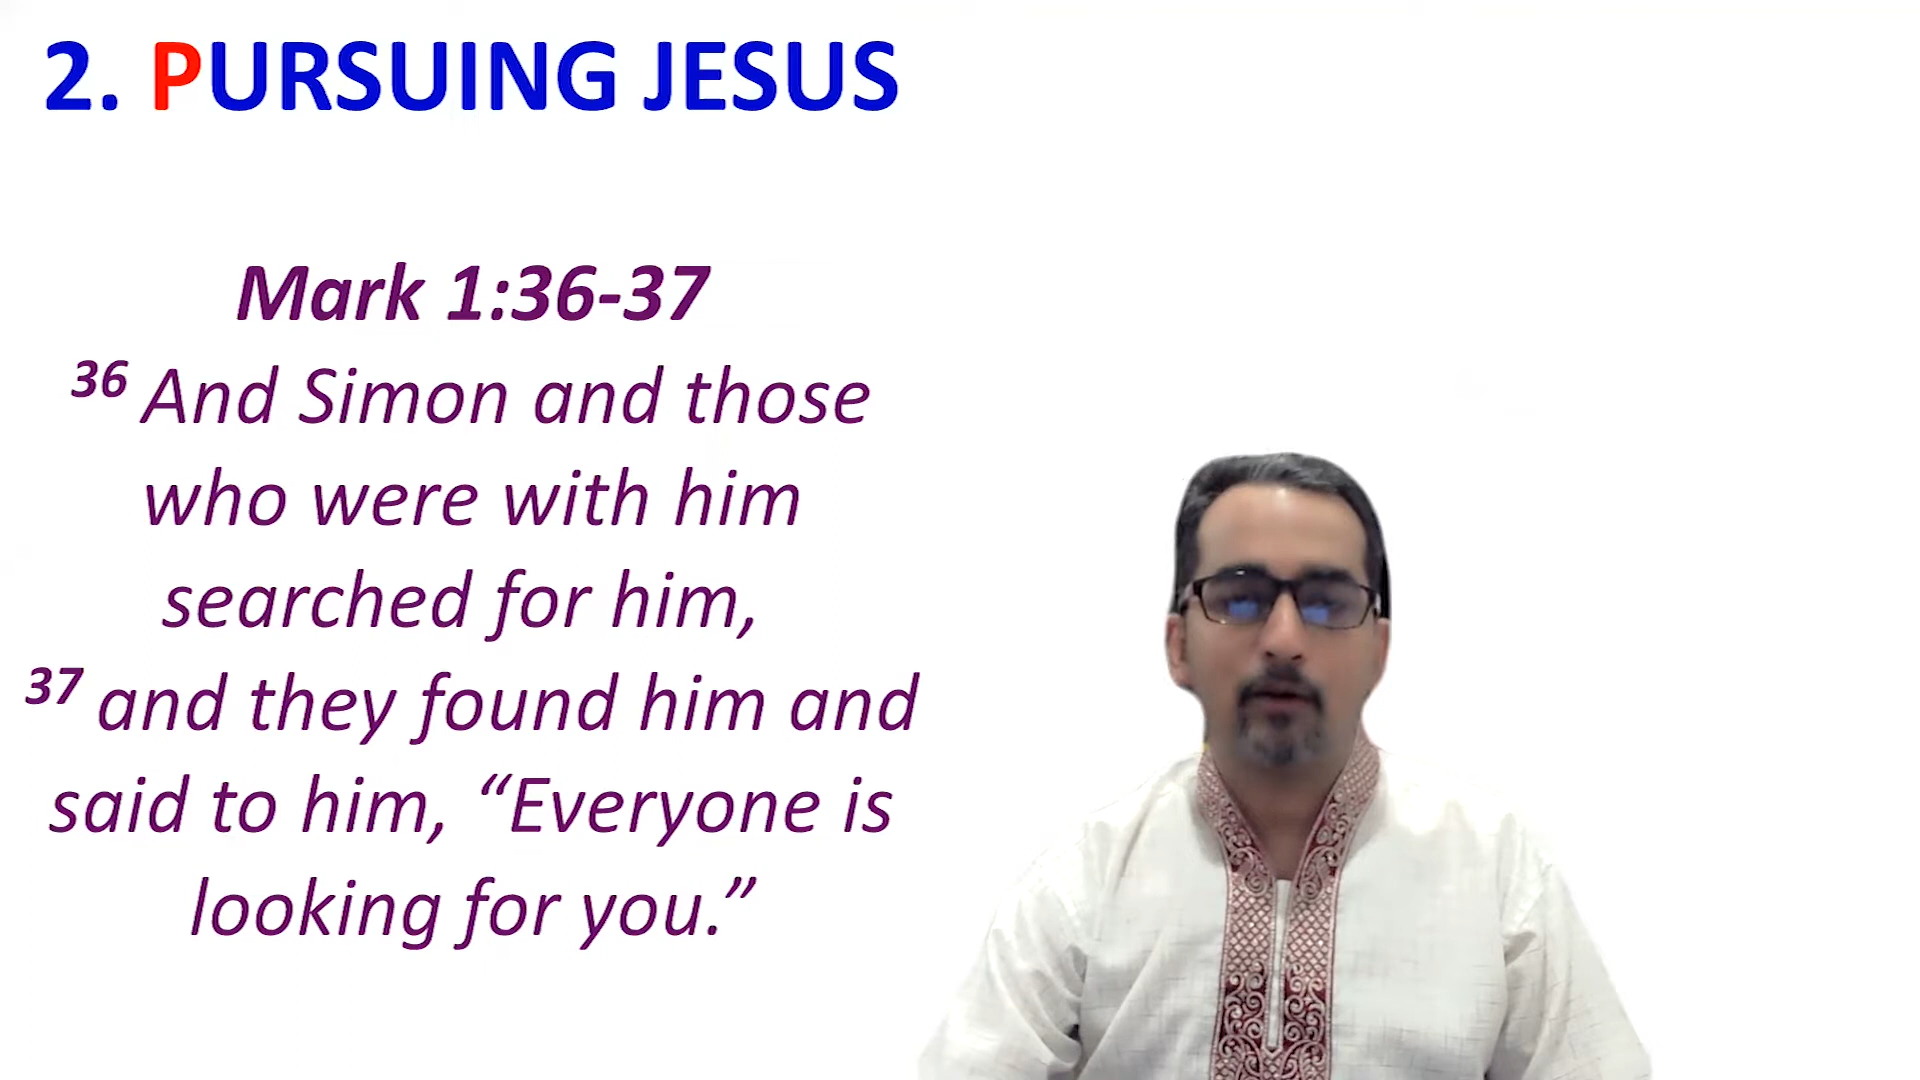 2. PURSUING JESUS
Mark 1:36-37
36 And Simon and those
who were with him
searched for him,
37 and they found him and
said to him, “Everyone is
looking for you.”